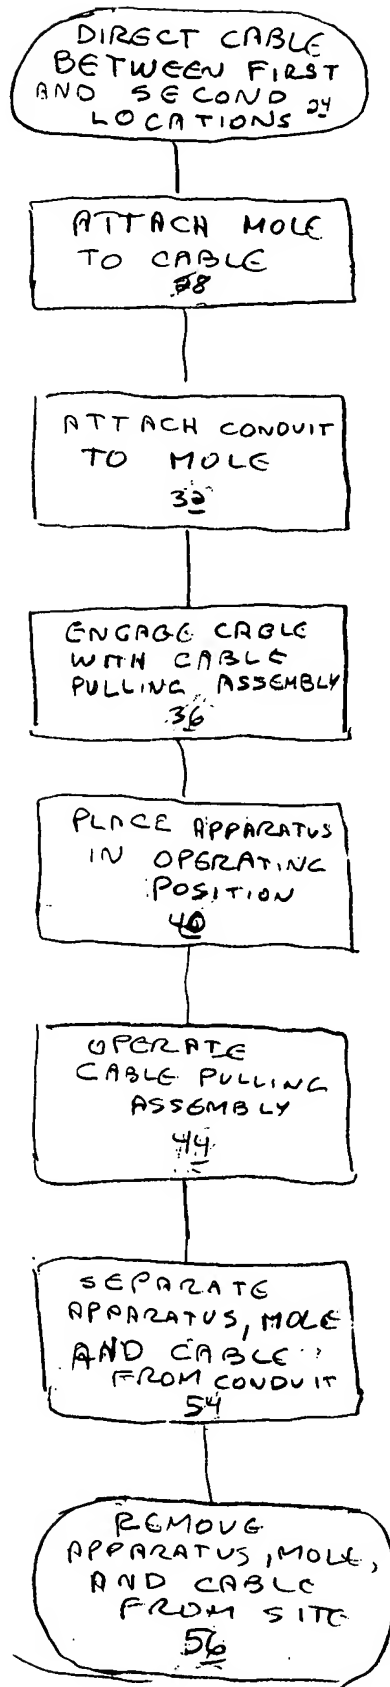 DIRECT CABLE
BETWEEN FIRST
AND SECOND
LOCATIONS 24
ATTACH MOLE
TO CABLE
28
ATTACH CONDUIT
TO MOLE
32
ENGAGE CABLE
WITH CABLE
PULLING ASSEMBLY
36
PLACE APPARATUS
IN OPERATING
POSITION
40
OPERATE
CABLE PULLING
ASSEMBLY
44
SEPARATE
APPARATUS, MOLE
AND CABLE
FROM CONDUIT
54
REMOVE
APPARATUS, MOLE,
AND CABLE
FROM SITE
56